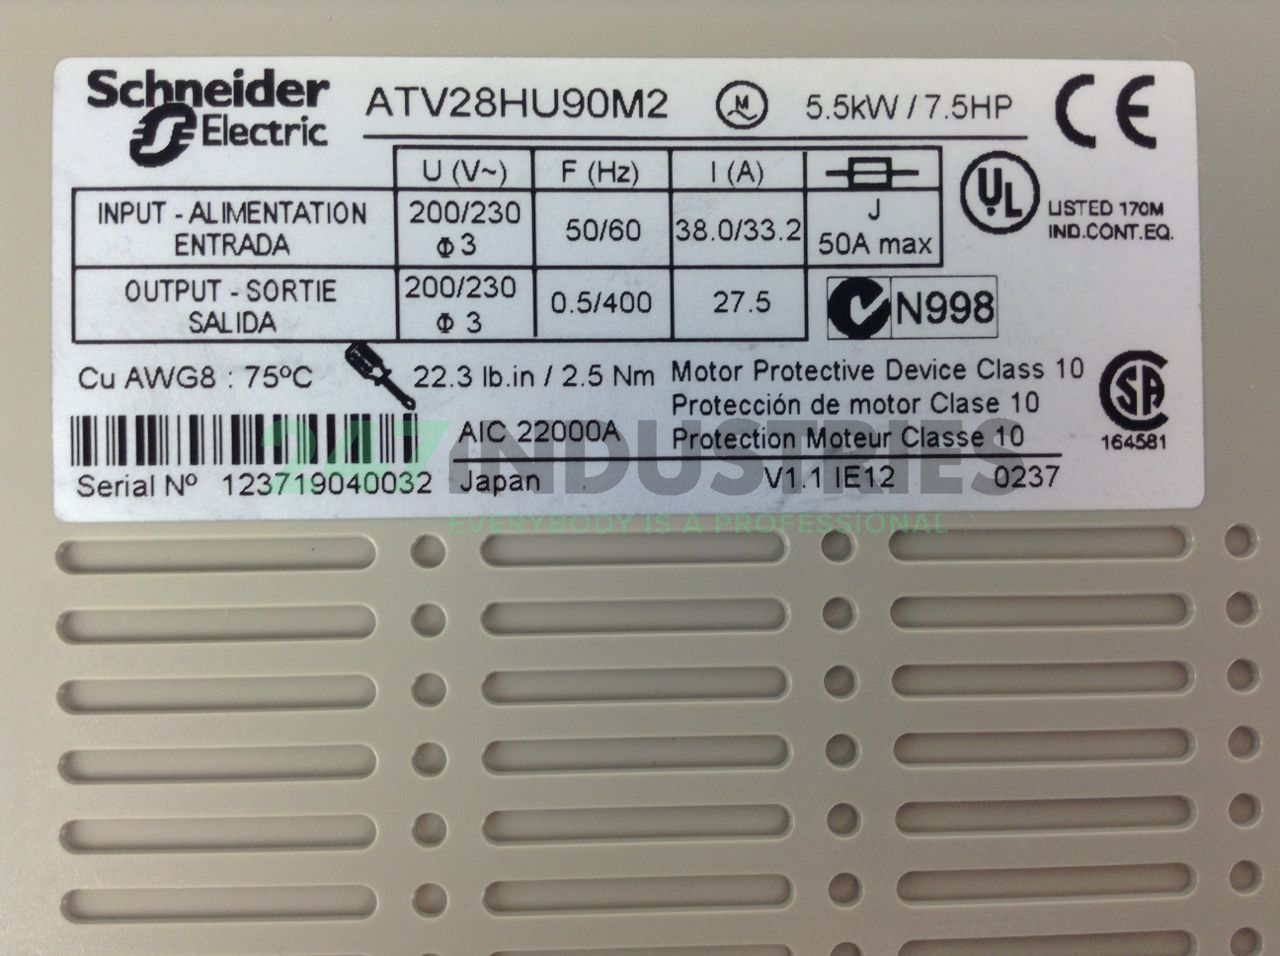 Schneider Electric
ATV28HU90M2 5.5kW / 7.5HP CE
U (V~) F (Hz) I (A)
INPUT - ALIMENTATION ENTRADA 200/230 Φ 3 50/60 38.0/33.2 J 50A max
UL LISTED 170M
IND.CONT.EQ.
OUTPUT - SORTIE SALIDA 200/230 Φ 3 0.5/400 27.5
N998
Cu AWG8 : 75ºC 22.3 lb.in / 2.5 Nm
Motor Protective Device Class 10
Protección de motor Clase 10
Protection Moteur Classe 10
SA
164581
AIC 22000A
Serial Nº 123719040032 Japan V1.1 IE12 0237
247 INDUSTRIES
EVERYBODY IS A PROFESSIONAL